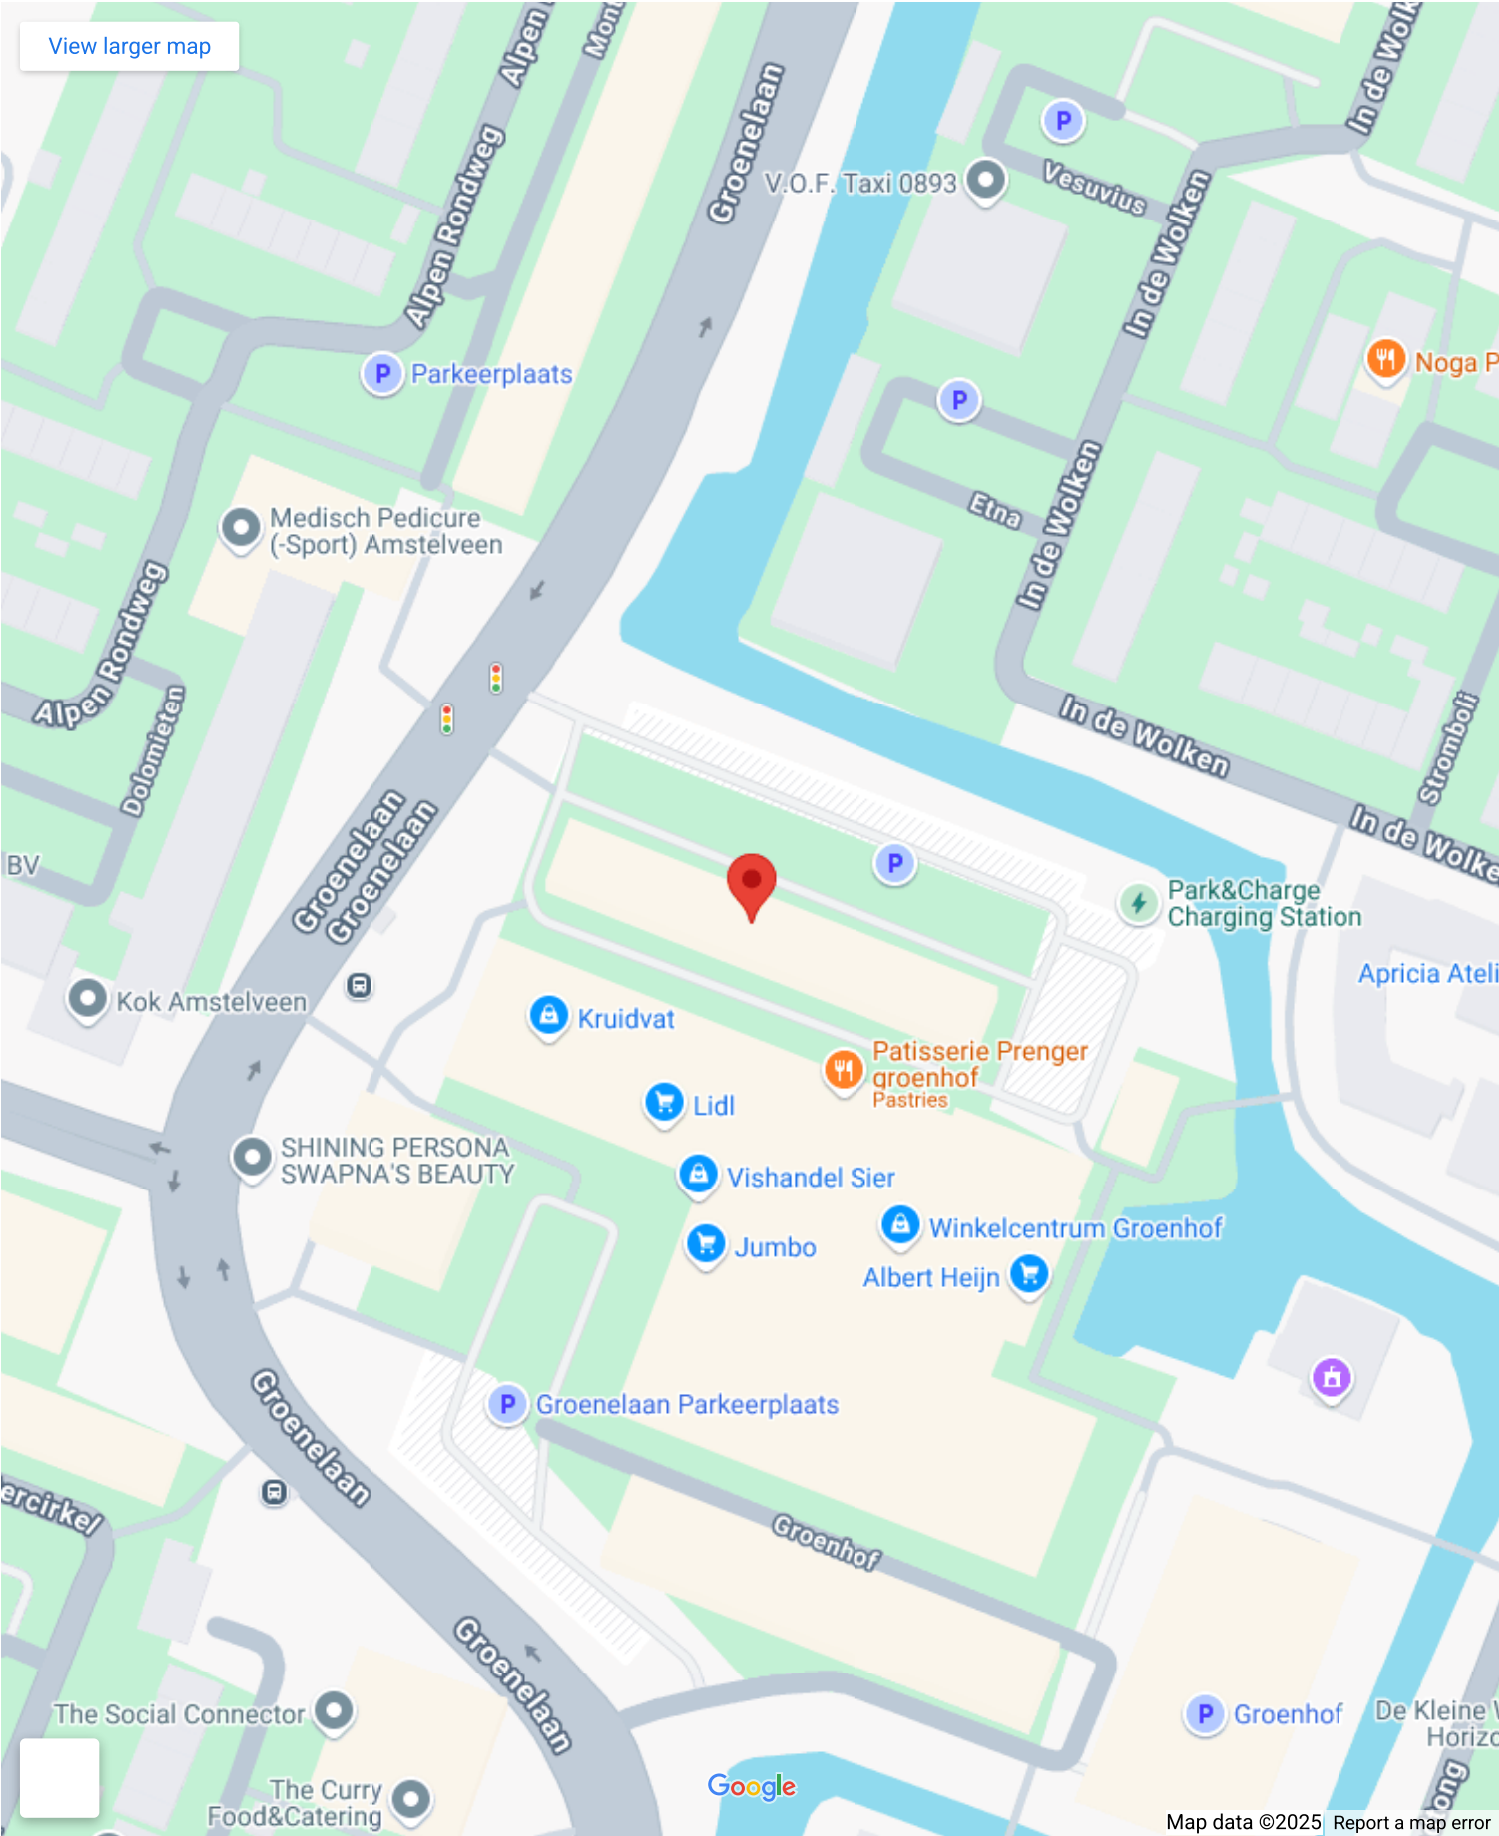 View larger map
Alpen
Mont
Groenelaan
In de Wolk
Alpen Rondweg
V.O.F. Taxi 0893
Vesuvius
In de Wolken
Parkeerplaats
Noga P
Etna
In de Wolken
Medisch Pedicure
(-Sport) Amstelveen
Alpen Rondweg
Dolomieten
In de Wolken
Stromboli
In de Wolke
BV
Groenelaan
Groenelaan
Park&Charge
Charging Station
Apricia Ateli
Kok Amstelveen
Kruidvat
Patisserie Prenger
groenhof
Pastries
Lidl
SHINING PERSONA
SWAPNA'S BEAUTY
Vishandel Sier
Winkelcentrum Groenhof
Jumbo
Albert Heijn
Groenelaan Parkeerplaats
Groenelaan
ercirkel
Groenhof
Groenelaan
The Social Connector
Groenhof
De Kleine W
Horizo
The Curry
Food&Catering
Google
tong
Map data ©2025
Report a map error